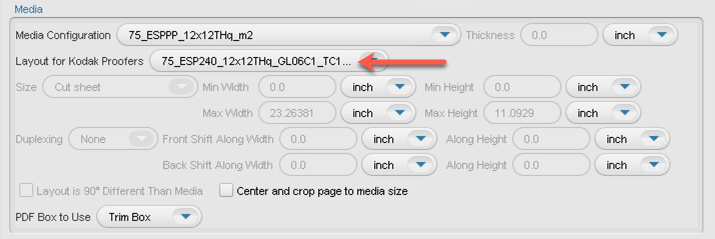 Media
Media Configuration 75_ESPPP_12x12THq_m2 Thickness 0.0 inch
Layout for Kodak Proofers 75_ESP240_12x12THq_GL06C1_TC1...
Size Cut sheet Min Width 0.0 inch Min Height 0.0 inch
Max Width 23.26381 inch Max Height 11.0929 inch
Duplexing None Front Shift Along Width 0.0 inch Along Height 0.0 inch
Back Shift Along Width 0.0 inch Along Height 0.0 inch
Layout is 90° Different Than Media Center and crop page to media size
PDF Box to Use Trim Box